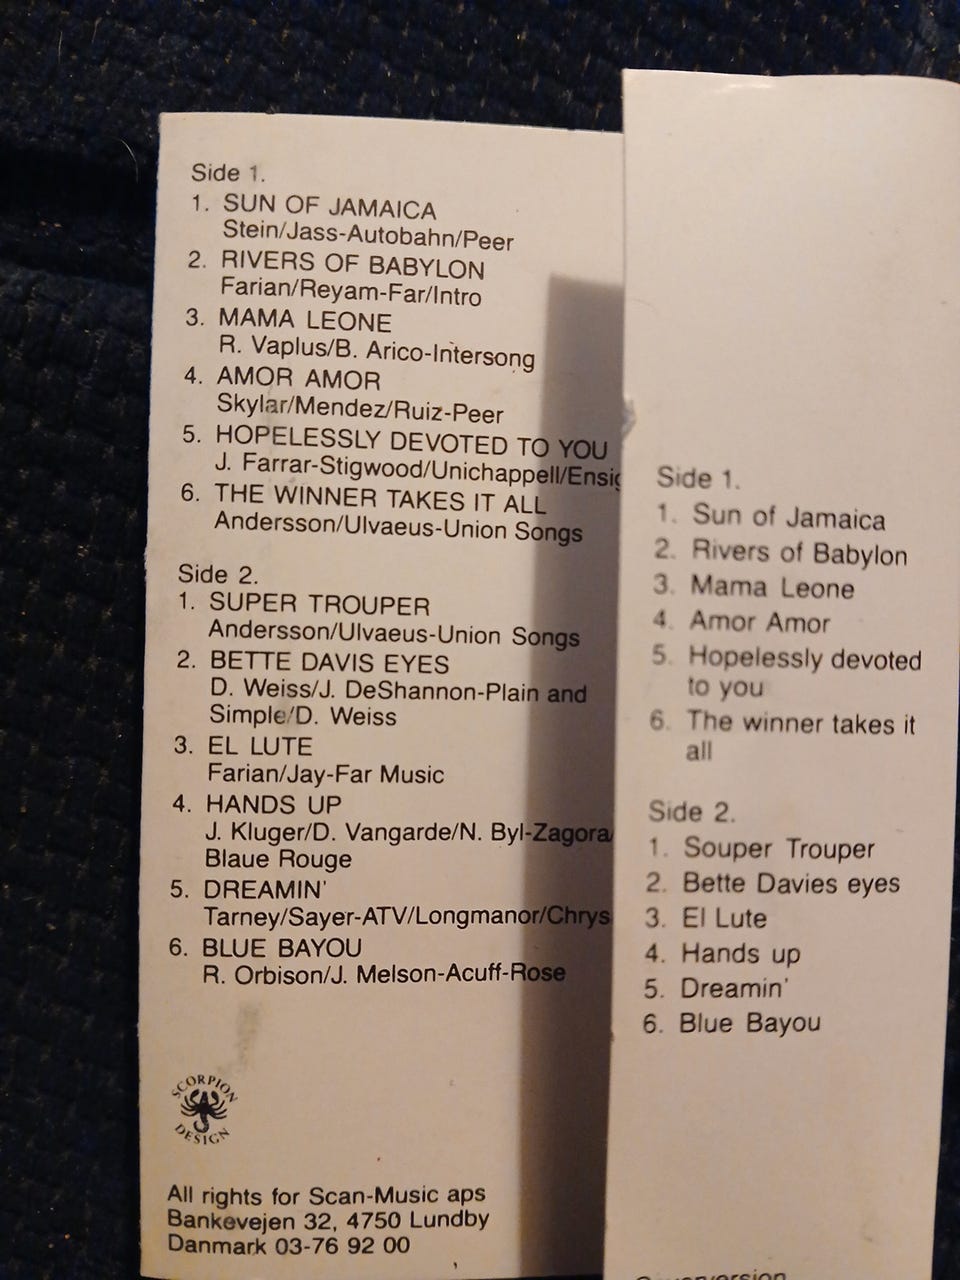 Side 1.
1. SUN OF JAMAICA
Stein/Jass-Autobahn/Peer
2. RIVERS OF BABYLON
Farian/Reyam-Far/Intro
3. MAMA LEONE
R. Vaplus/B. Arico-Intersong
4. AMOR AMOR
Skylar/Mendez/Ruiz-Peer
5. HOPELESSLY DEVOTED TO YOU
J. Farrar-Stigwood/Unichappell/
6. THE WINNER TAKES IT ALL
Andersson/Ulvaeus-Union Songs
Side 2.
1. SUPER TROUPER
Andersson/Ulvaeus-Union Songs
2. BETTE DAVIS EYES
D. Weiss/J. DeShannon-Plain and
Simple/D. Weiss
3. EL LUTE
Farian/Jay-Far Music
4. HANDS UP
J. Kluger/D. Vangarde/N. Byl-Zagora/
Blaue Rouge
5. DREAMIN'
Tarney/Sayer-ATV/Longmanor/Chrys
6. BLUE BAYOU
R. Orbison/J. Melson-Acuff-Rose
SCORPION
DESIGN
All rights for Scan-Music aps
Bankevejen 32, 4750 Lundby
Danmark 03-76 92 00
Side 1.
1. Sun of Jamaica
2. Rivers of Babylon
3. Mama Leone
4. Amor Amor
5. Hopelessly devoted
to you
6. The winner takes it
all
Side 2.
1. Souper Trouper
2. Bette Davies eyes
3. El Lute
4. Hands up
5. Dreamin'
6. Blue Bayou